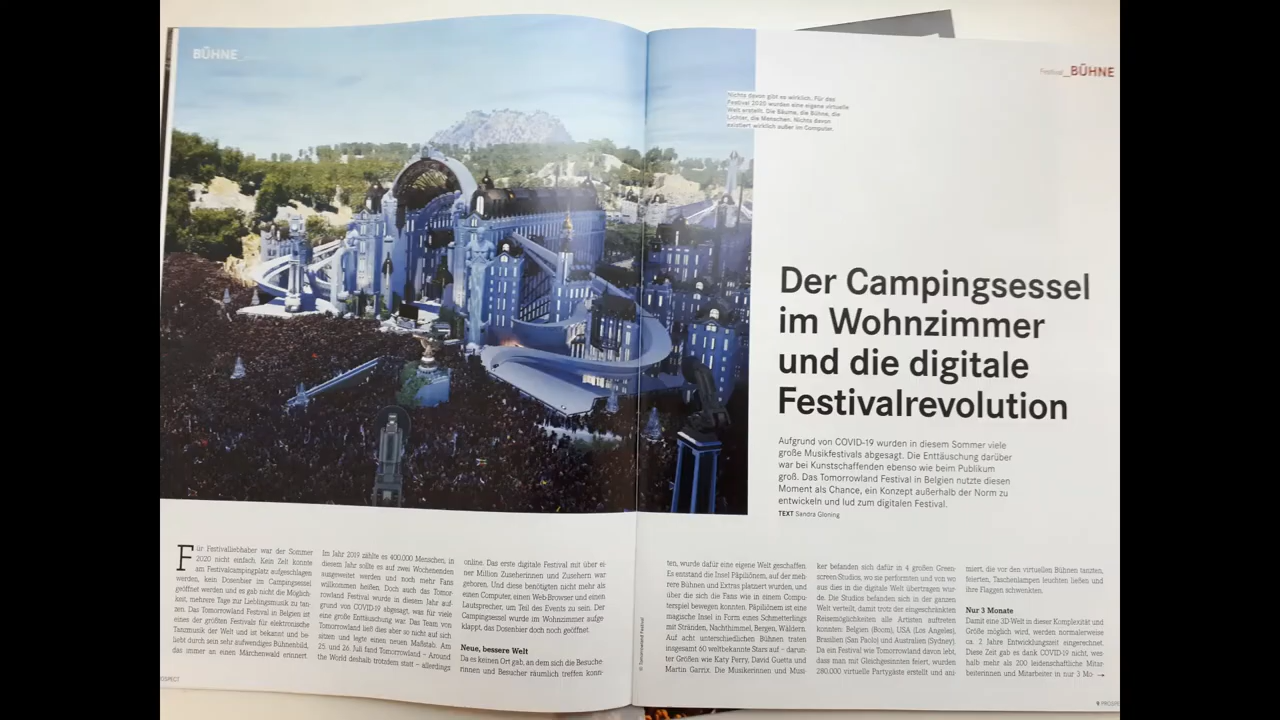 BÜHNE_
Festival_BÜHNE
Nichts davon gibt es wirklich. Für das
Festival 2020 wurden eine eigene virtuelle
Welt erstellt. Die Bäume, die Bühne, die
Lichter, die Menschen. Nichts davon
existiert wirklich außer im Computer.
Der Campingsessel
im Wohnzimmer
und die digitale
Festivalrevolution
Aufgrund von COVID-19 wurden in diesem Sommer viele
große Musikfestivals abgesagt. Die Enttäuschung darüber
war bei Kunstschaffenden ebenso wie beim Publikum
groß. Das Tomorrowland Festival in Belgien nutzte diesen
Moment als Chance, ein Konzept außerhalb der Norm zu
entwickeln und lud zum digitalen Festival.
TEXT Sandra Gloning
Für Festivalliebhaber war der Sommer
2020 nicht einfach. Kein Zelt konnte
am Festivalcampingplatz aufgeschlagen
werden, kein Dosenbier im Campingsessel
geöffnet werden und es gab nicht die Möglich-
keit, mehrere Tage zur Lieblingsmusik zu tan-
zen. Das Tomorrowland Festival in Belgien ist
eines der größten Festivals für elektronische
Tanzmusik der Welt und ist bekannt und be-
liebt durch sein sehr aufwendiges Bühnenbild,
das immer an einen Märchenwald erinnert.
Im Jahr 2019 zählte es 400.000 Menschen, in
diesem Jahr sollte es auf zwei Wochenenden
ausgeweitet werden und noch mehr Fans
willkommen heißen. Doch auch das Tomor-
rowland Festival wurde in diesem Jahr auf-
grund von COVID-19 abgesagt, was für viele
eine große Enttäuschung war. Das Team von
Tomorrowland ließ dies aber so nicht auf sich
sitzen und legte einen neuen Maßstab. Am
25. und 26. Juli fand Tomorrowland – Around
the World deshalb trotzdem statt – allerdings
online. Das erste digitale Festival mit über ei-
ner Million Zuseherinnen und Zusehern war
geboren. Und diese benötigten nicht mehr als
einen Computer, einen Web-Browser und einen
Lautsprecher, um Teil des Events zu sein. Der
Campingsessel wurde im Wohnzimmer aufge-
klappt, das Dosenbier doch noch geöffnet.
Neue, bessere Welt
Da es keinen Ort gab, an dem sich die Besuche-
rinnen und Besucher räumlich treffen konn-
© Tomorrowland Festival
ten, wurde dafür eine eigene Welt geschaffen.
Es entstand die Insel Pāpiliōnem, auf der meh-
rere Bühnen und Extras platziert wurden, und
über die sich die Fans wie in einem Compu-
terspiel bewegen konnten. Pāpiliōnem ist eine
magische Insel in Form eines Schmetterlings
mit Stränden, Nachthimmel, Bergen, Wäldern.
Auf acht unterschiedlichen Bühnen traten
insgesamt 60 weltbekannte Stars auf – darun-
ter Größen wie Katy Perry, David Guetta und
Martin Garrix. Die Musikerinnen und Musi-
ker befanden sich dafür in 4 großen Green-
screen-Studios, wo sie performten und von wo
aus dies in die digitale Welt übertragen wur-
de. Die Studios befanden sich in der ganzen
Welt verteilt, damit trotz der eingeschränkten
Reisemöglichkeiten alle Artisten auftreten
konnten: Belgien (Boom), USA (Los Angeles),
Brasilien (San Paolo) und Australien (Sydney).
Da ein Festival wie Tomorrowland davon lebt,
dass man mit Gleichgesinnten feiert, wurden
280.000 virtuelle Partygäste erstellt und ani-
miert, die vor den virtuellen Bühnen tanzten,
feierten, Taschenlampen leuchten ließen und
ihre Flaggen schwenkten.
Nur 3 Monate
Damit eine 3D-Welt in dieser Komplexität und
Größe möglich wird, werden normalerweise
ca. 2 Jahre Entwicklungszeit eingerechnet.
Diese Zeit gab es dank COVID-19 nicht, wes-
halb mehr als 200 leidenschaftliche Mitar-
beiterinnen und Mitarbeiter in nur 3 Mo- →